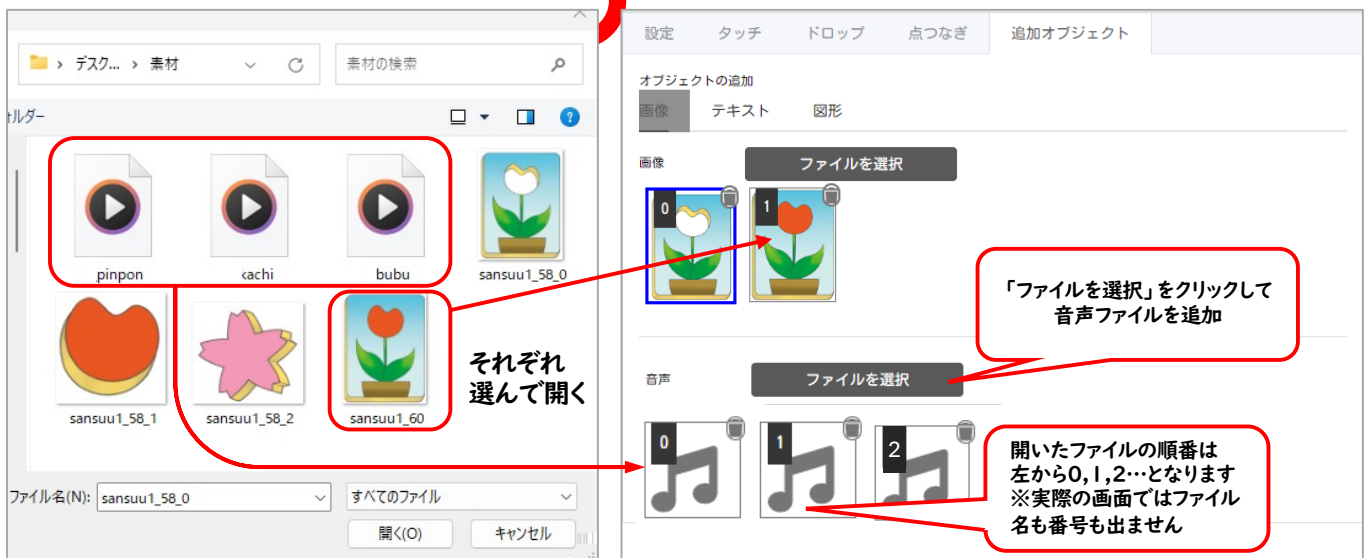 デスク... › 素材
素材の検索
ォルダー
pinpon
cachi
bubu
sansuu1_58_0
sansuu1_58_1
sansuu1_58_2
sansuu1_60
それぞれ
選んで開く
ファイル名(N):
sansuu1_58_0
すべてのファイル
開く(O)
キャンセル
設定
タッチ
ドロップ
点つなぎ
追加オブジェクト
オブジェクトの追加
画像
テキスト
図形
画像
ファイルを選択
0
1
「ファイルを選択」をクリックして
音声ファイルを追加
音声
ファイルを選択
0
1
2
開いたファイルの順番は
左から0,1,2…となります
※実際の画面ではファイル
名も番号も出ません